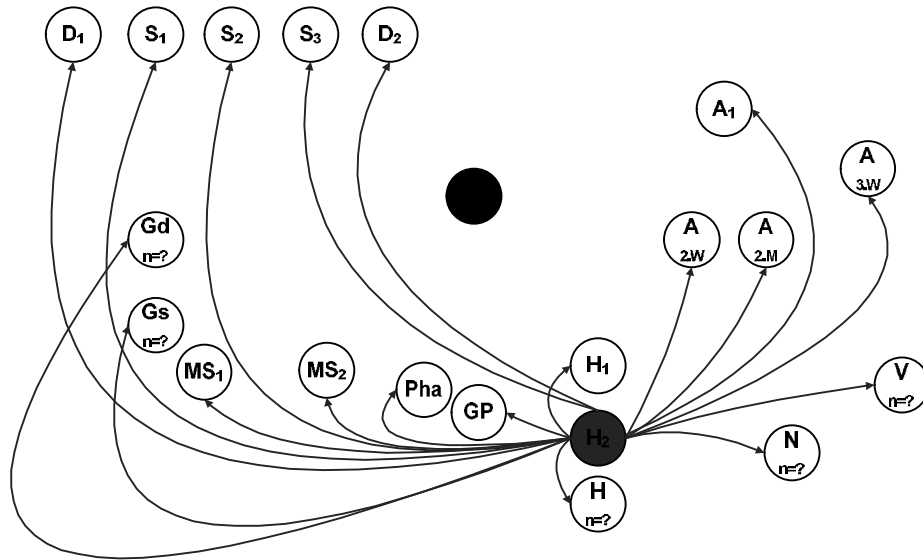 D1
S1
S2
S3
D2
A1
A
3.W
Gd
n=?
A
2.W
A
2.M
Gs
n=?
MS1
MS2
Pha
GP
H1
V
n=?
H2
N
n=?
H
n=?